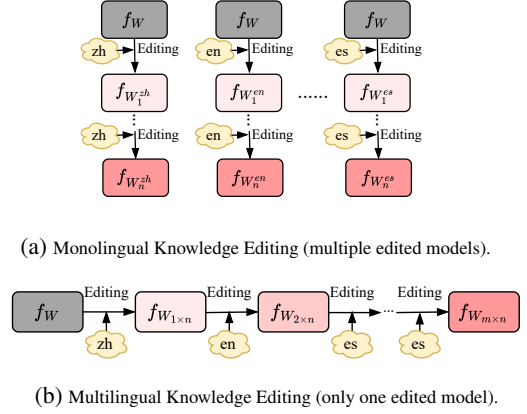 f_W f_W f_W
zh Editing en Editing es Editing
f_{W_1^{zh}} f_{W_1^{en}} ...... f_{W_1^{es}}
zh Editing en Editing es Editing
f_{W_n^{zh}} f_{W_n^{en}} f_{W_n^{es}}
(a) Monolingual Knowledge Editing (multiple edited models).
Editing Editing Editing Editing
f_W f_{W_{1×n}} f_{W_{2×n}} ... f_{W_{m×n}}
zh en es es
(b) Multilingual Knowledge Editing (only one edited model).